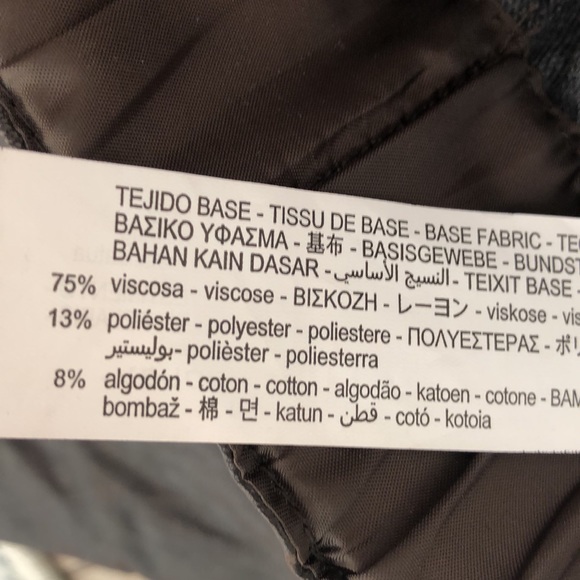 TEJIDO BASE - TISSU DE BASE - BASE FABRIC -
ΒΑΣΙΚΟ ΥΦΑΣΜΑ - 基布 - BASISGEWEBE -
BAHAN KAIN DASAR - النسيج الأساسي - TEIXIT BASE -
75% viscosa - viscose - ΒΙΣΚΟΖΗ - レーヨン - viskose -
13% poliéster - polyester - poliestere - ΠΟΛΥΕΣΤΕΡΑΣ -
بوليستير - polièster - poliesterra
8% algodón - coton - cotton - algodão - katoen - cotone -
bombaž - 棉 - 면 - katun - قطن - cotó - kotoia